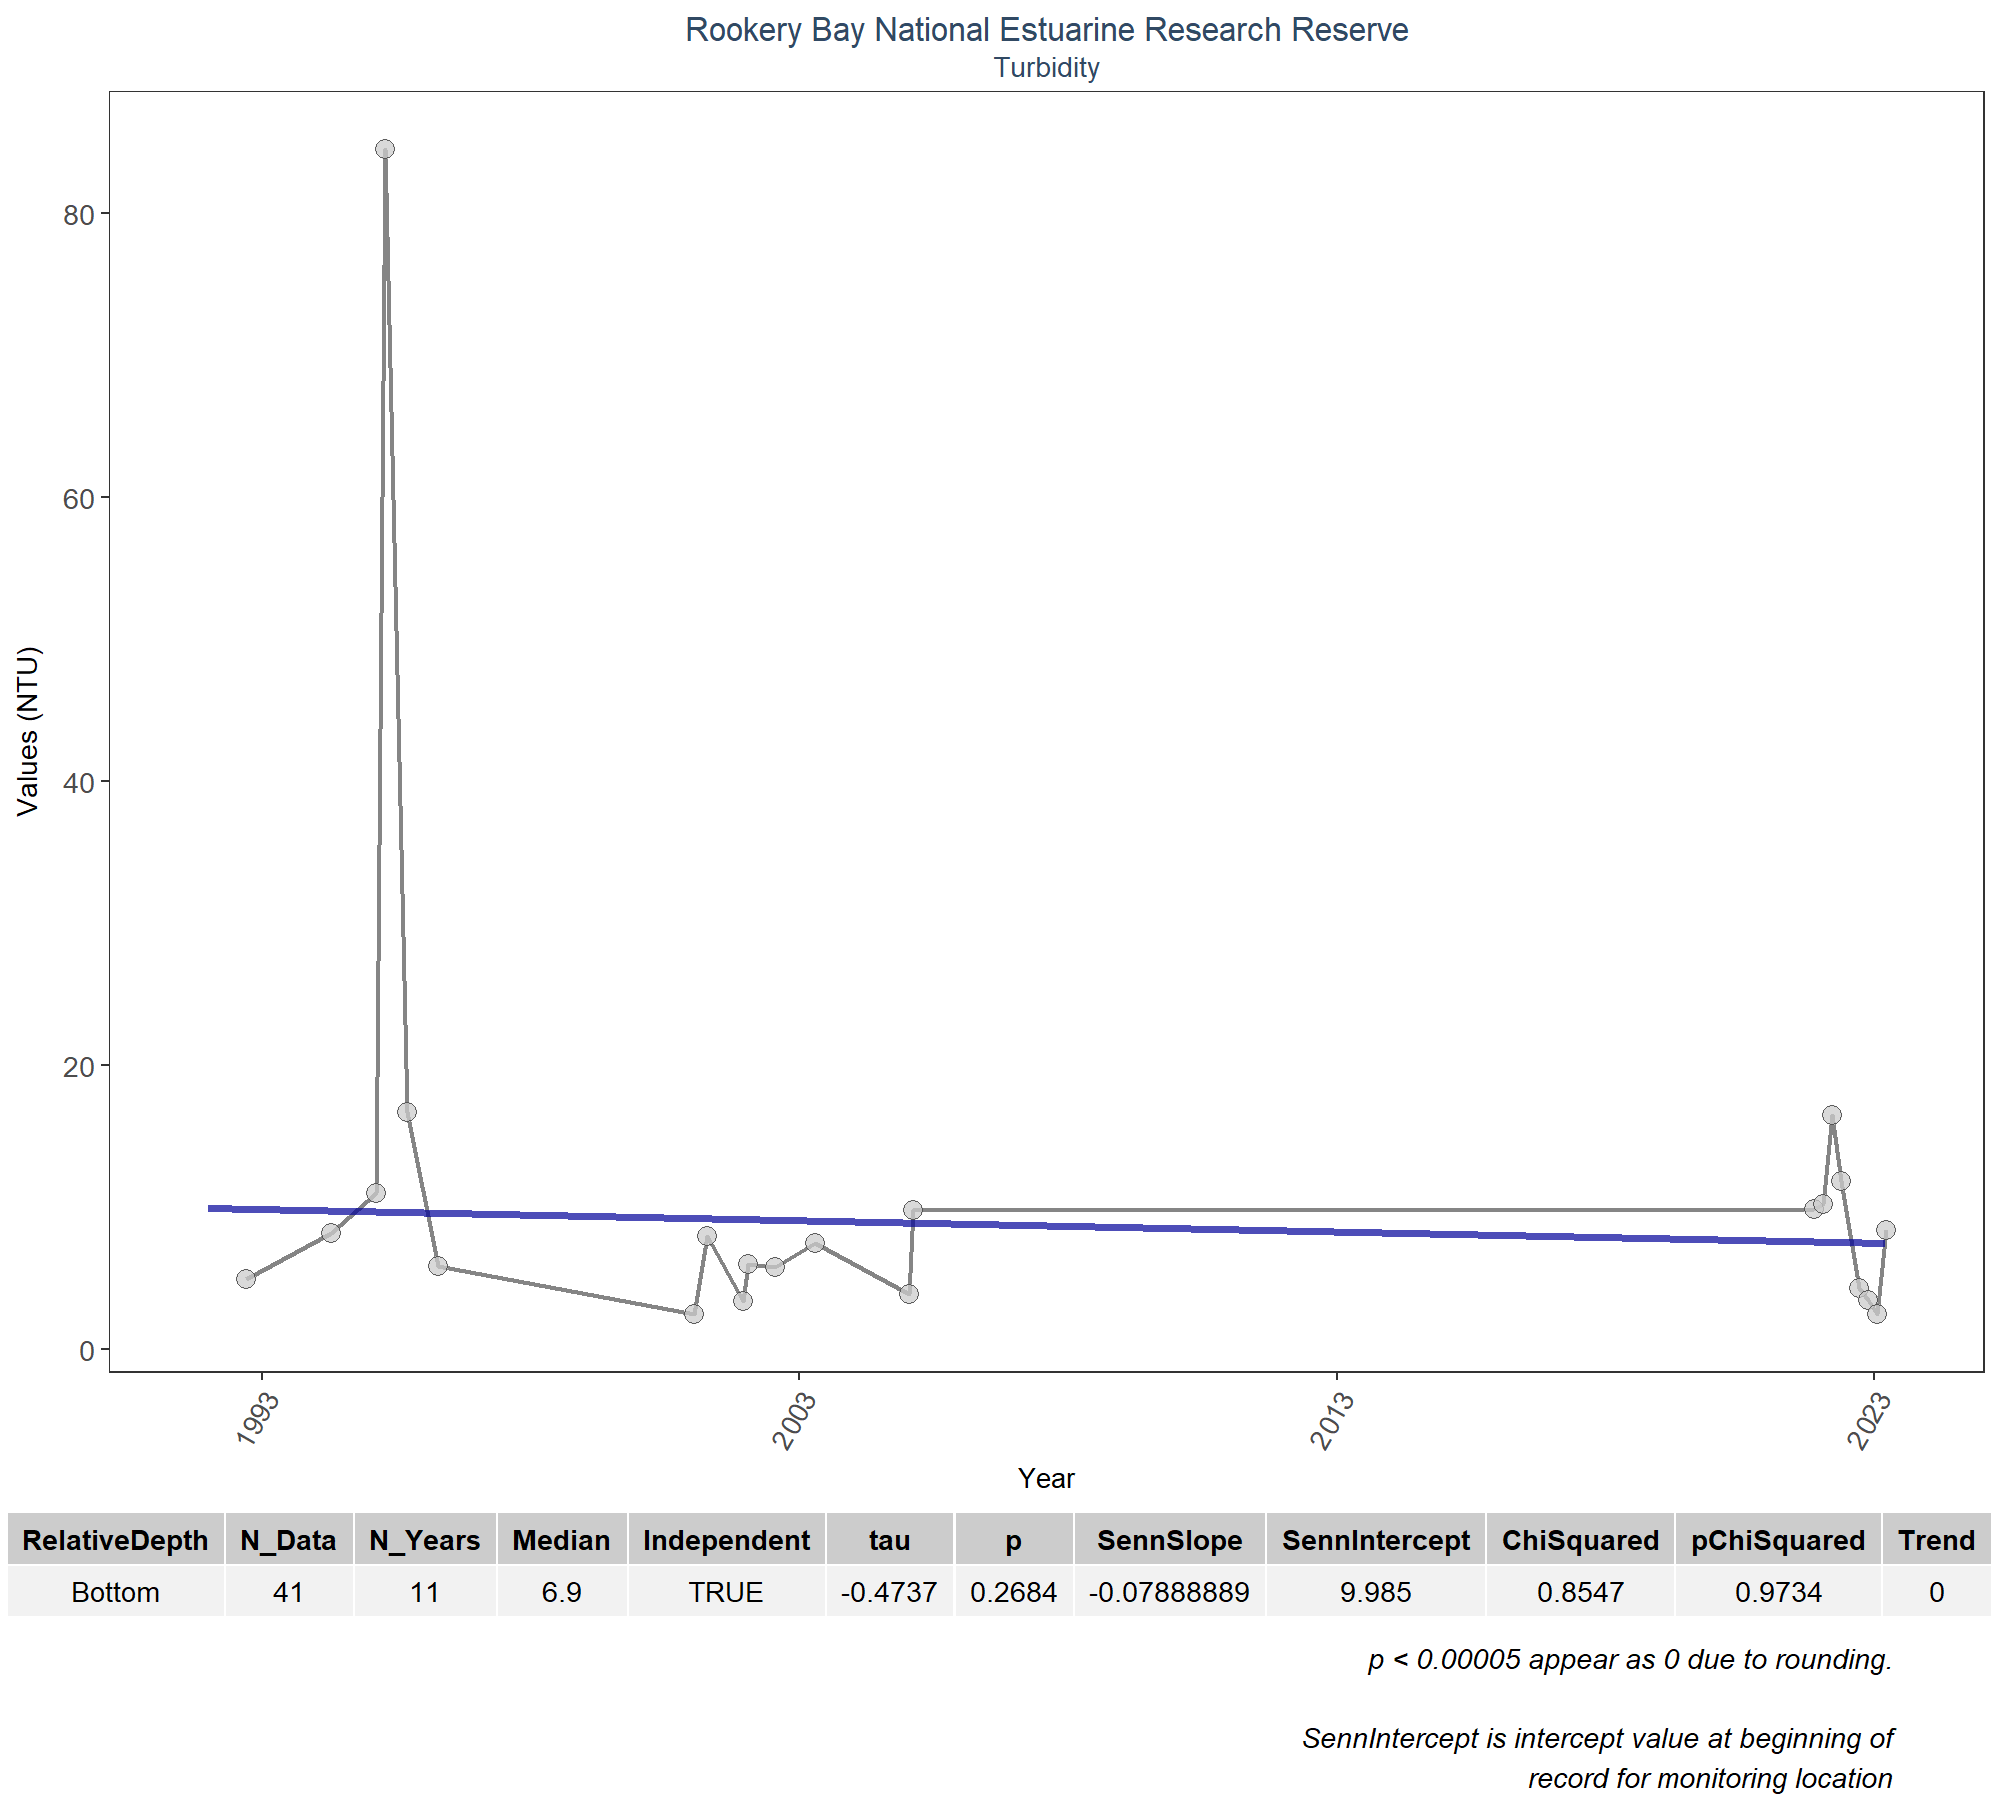 Rookery Bay National Estuarine Research Reserve
Turbidity
Values (NTU)
80
60
40
20
0
1993 2003 2013 2023
Year
RelativeDepth N_Data N_Years Median Independent tau p SennSlope SennIntercept ChiSquared pChiSquared Trend
Bottom 41 11 6.9 TRUE -0.4737 0.2684 -0.07888889 9.985 0.8547 0.9734 0
p < 0.00005 appear as 0 due to rounding.
SennIntercept is intercept value at beginning of
record for monitoring location